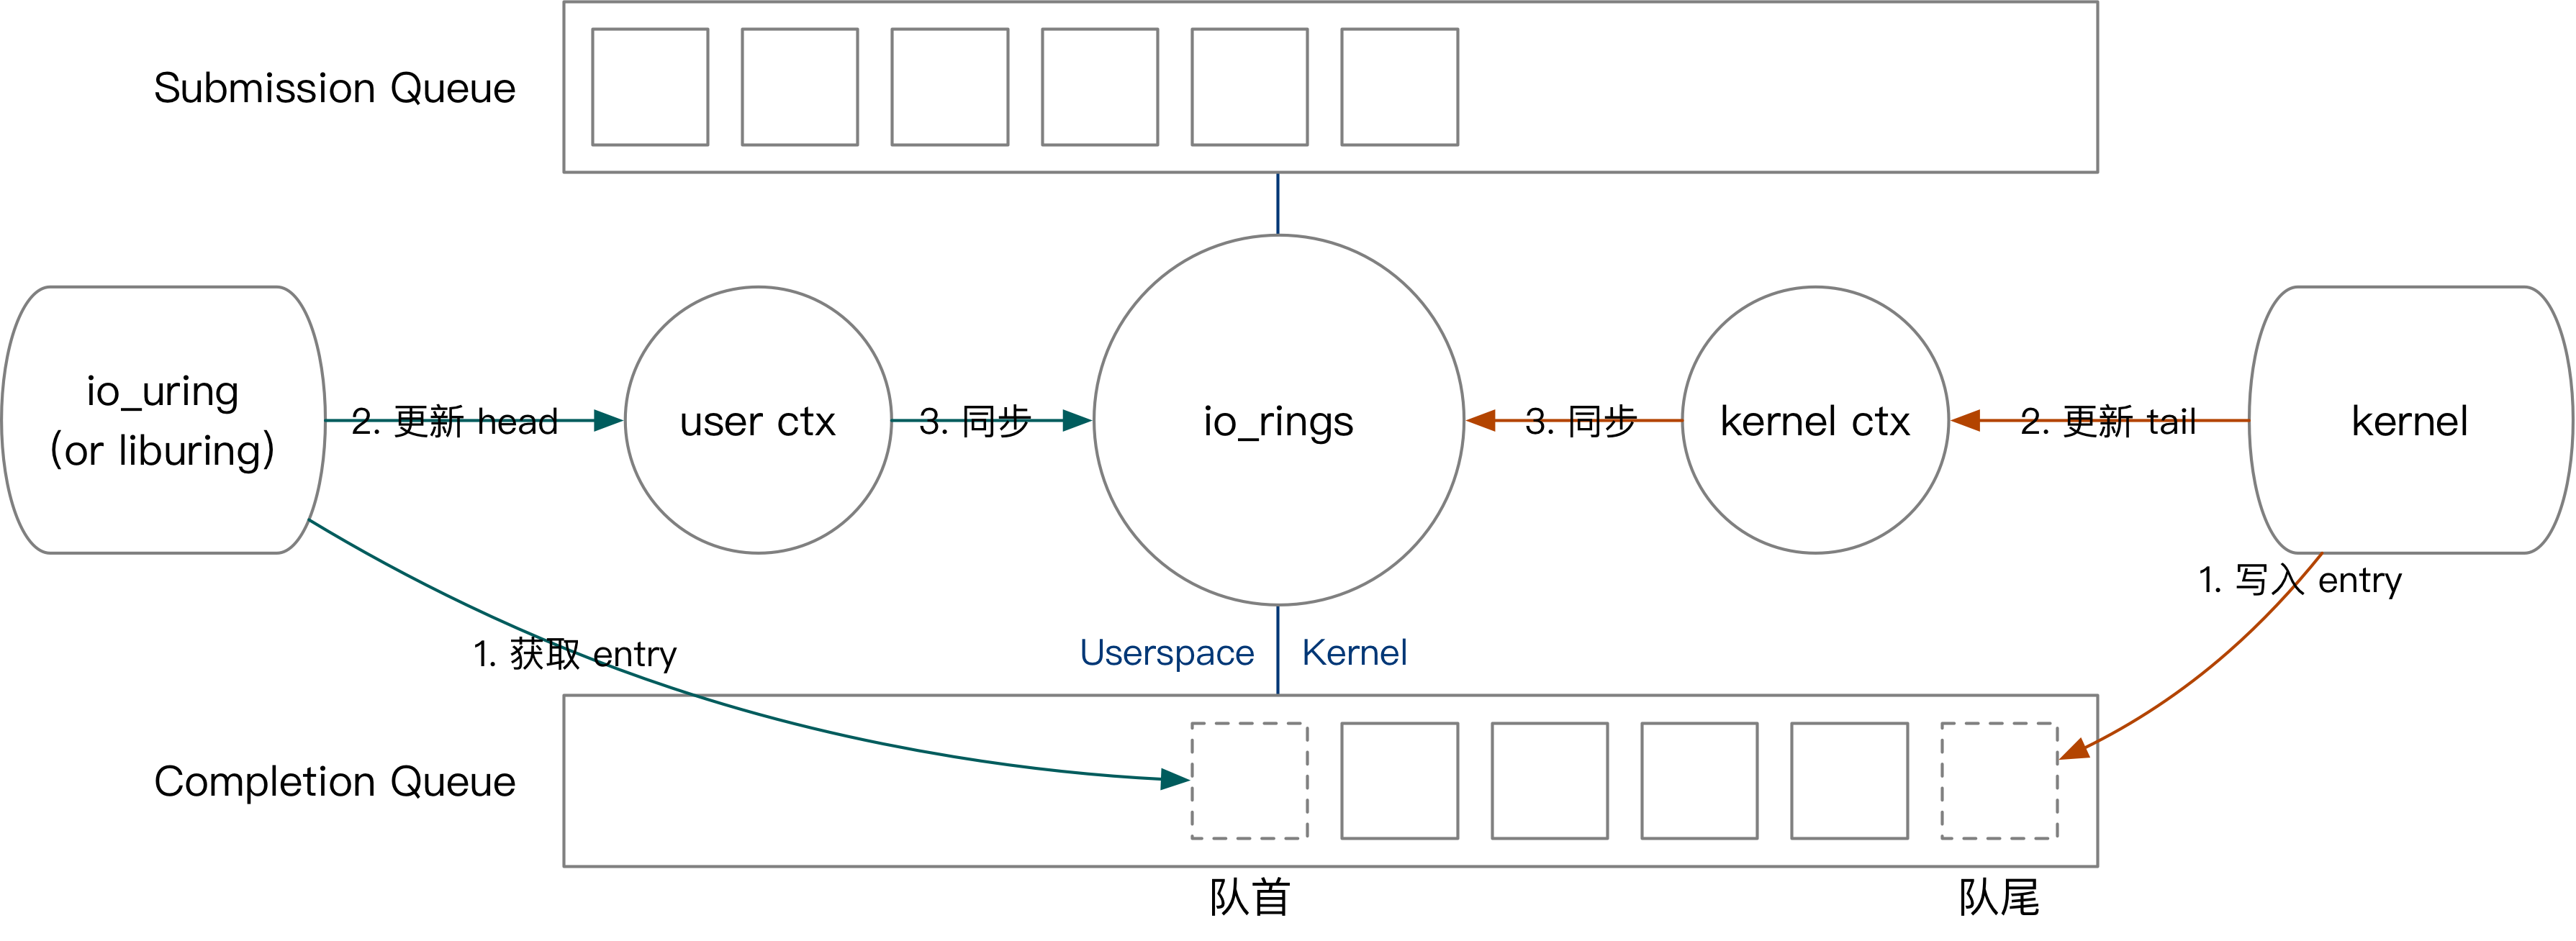 Submission Queue
io_uring
(or liburing)
2. 更新 head
user ctx
3. 同步
io_rings
3. 同步
kernel ctx
2. 更新 tail
kernel
1. 写入 entry
1. 获取 entry
Userspace
Kernel
Completion Queue
队首
队尾